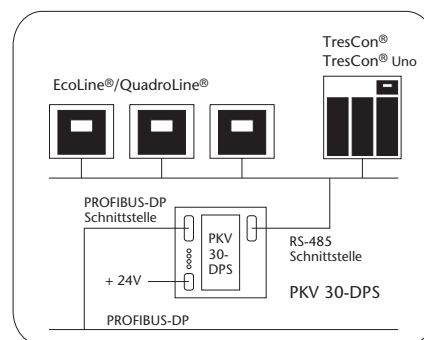 TresCon®
TresCon® Uno
EcoLine®/QuadroLine®
PROFIBUS-DP
Schnittstelle
PKV
30-
DPS
RS-485
Schnittstelle
+ 24V
PKV 30-DPS
PROFIBUS-DP